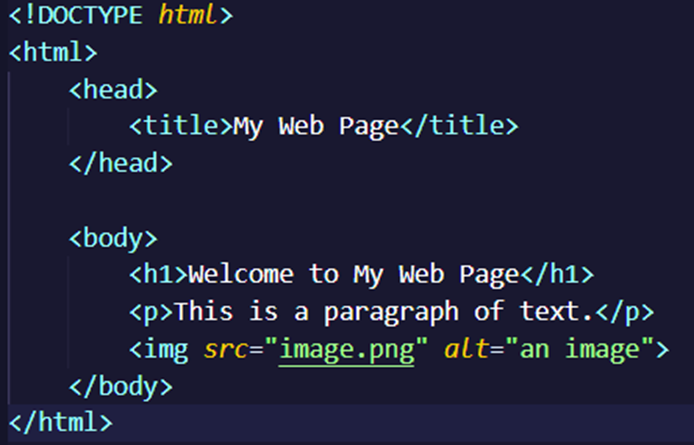 <!DOCTYPE html>
<html>
<head>
<title>My Web Page</title>
</head>
<body>
<h1>Welcome to My Web Page</h1>
<p>This is a paragraph of text.</p>
<img src="image.png" alt="an image">
</body>
</html>